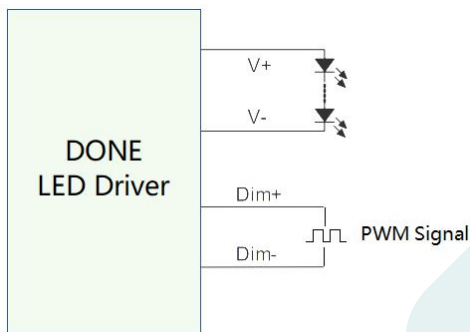 V+
V-
DONE
LED Driver
Dim+
PWM Signal
Dim-